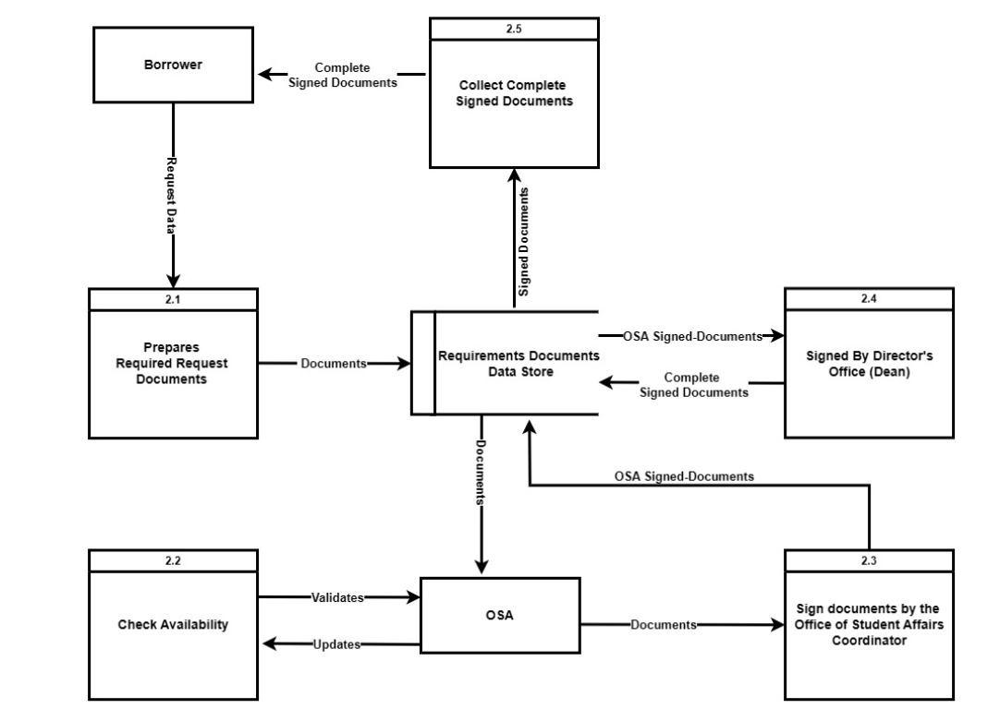 2.5
Borrower
Complete
Signed Documents
Collect Complete
Signed Documents
Request Data
Signed Documents
2.1
Prepares
Required Request
Documents
Documents
Requirements Documents
Data Store
OSA Signed-Documents
Complete
Signed Documents
2.4
Signed By Director's
Office (Dean)
Documents
OSA Signed-Documents
2.2
Check Availability
Validates
Updates
OSA
Documents
2.3
Sign documents by the
Office of Student Affairs
Coordinator